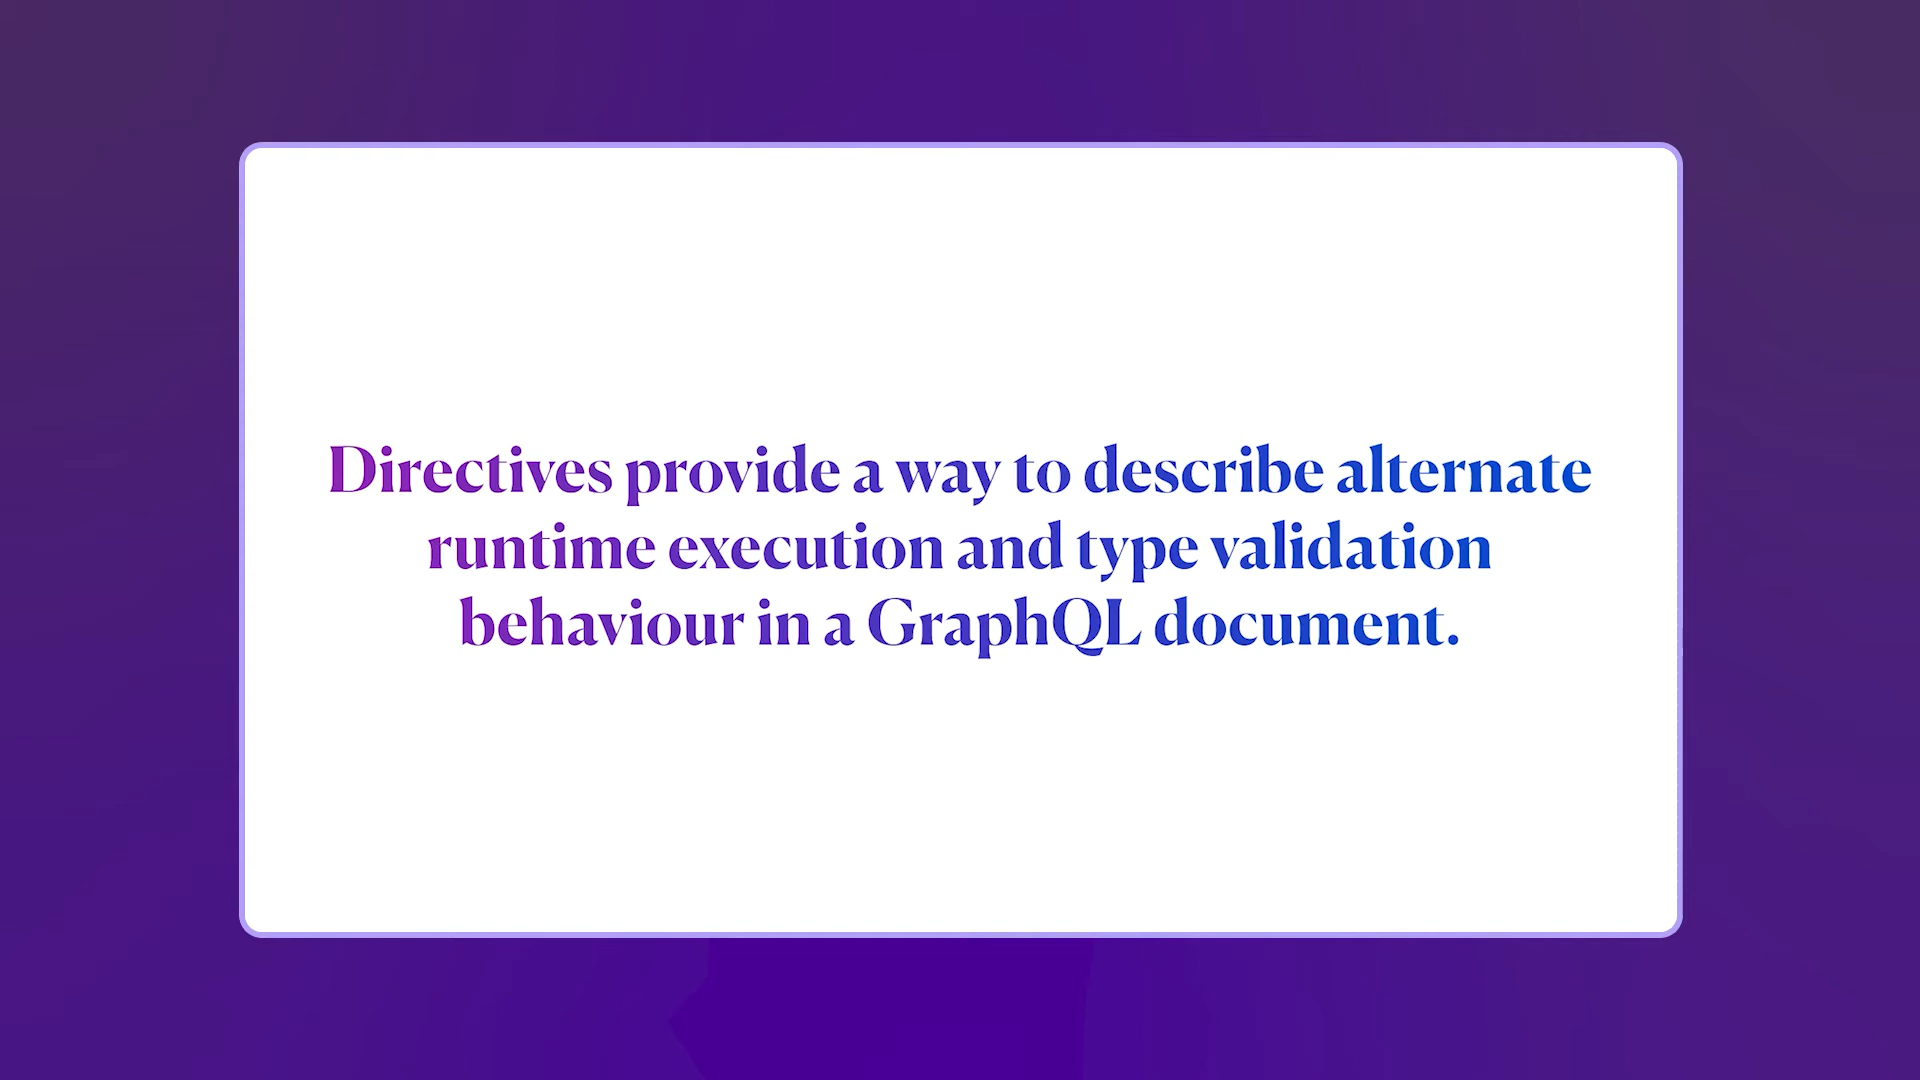 Directives provide a way to describe alternate
runtime execution and type validation
behaviour in a GraphQL document.